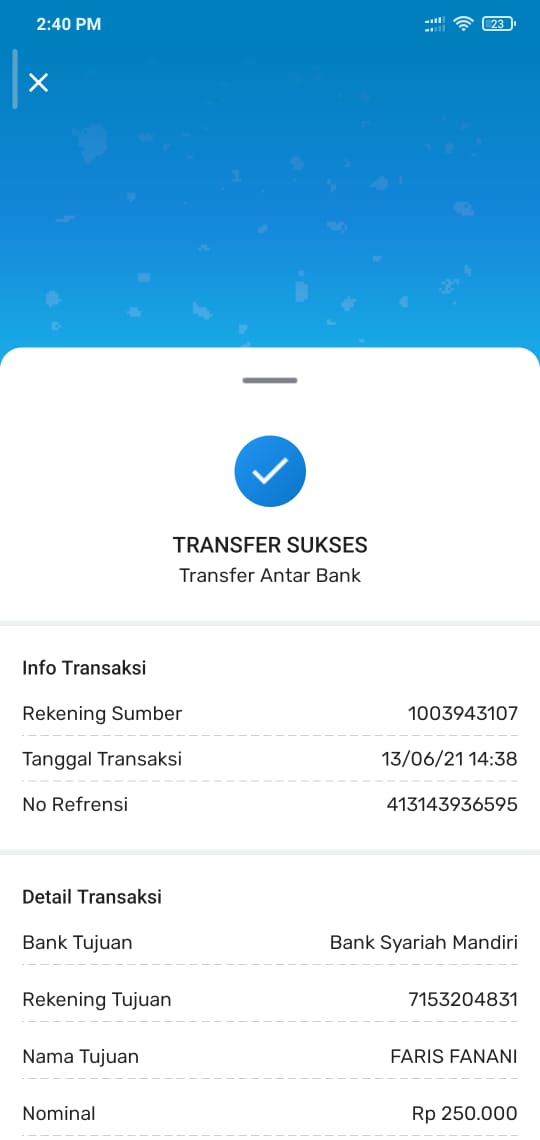 2:40 PM
23
TRANSFER SUKSES
Transfer Antar Bank
Info Transaksi
Rekening Sumber 1003943107
Tanggal Transaksi 13/06/21 14:38
No Refrensi 413143936595
Detail Transaksi
Bank Tujuan Bank Syariah Mandiri
Rekening Tujuan 7153204831
Nama Tujuan FARIS FANANI
Nominal Rp 250.000